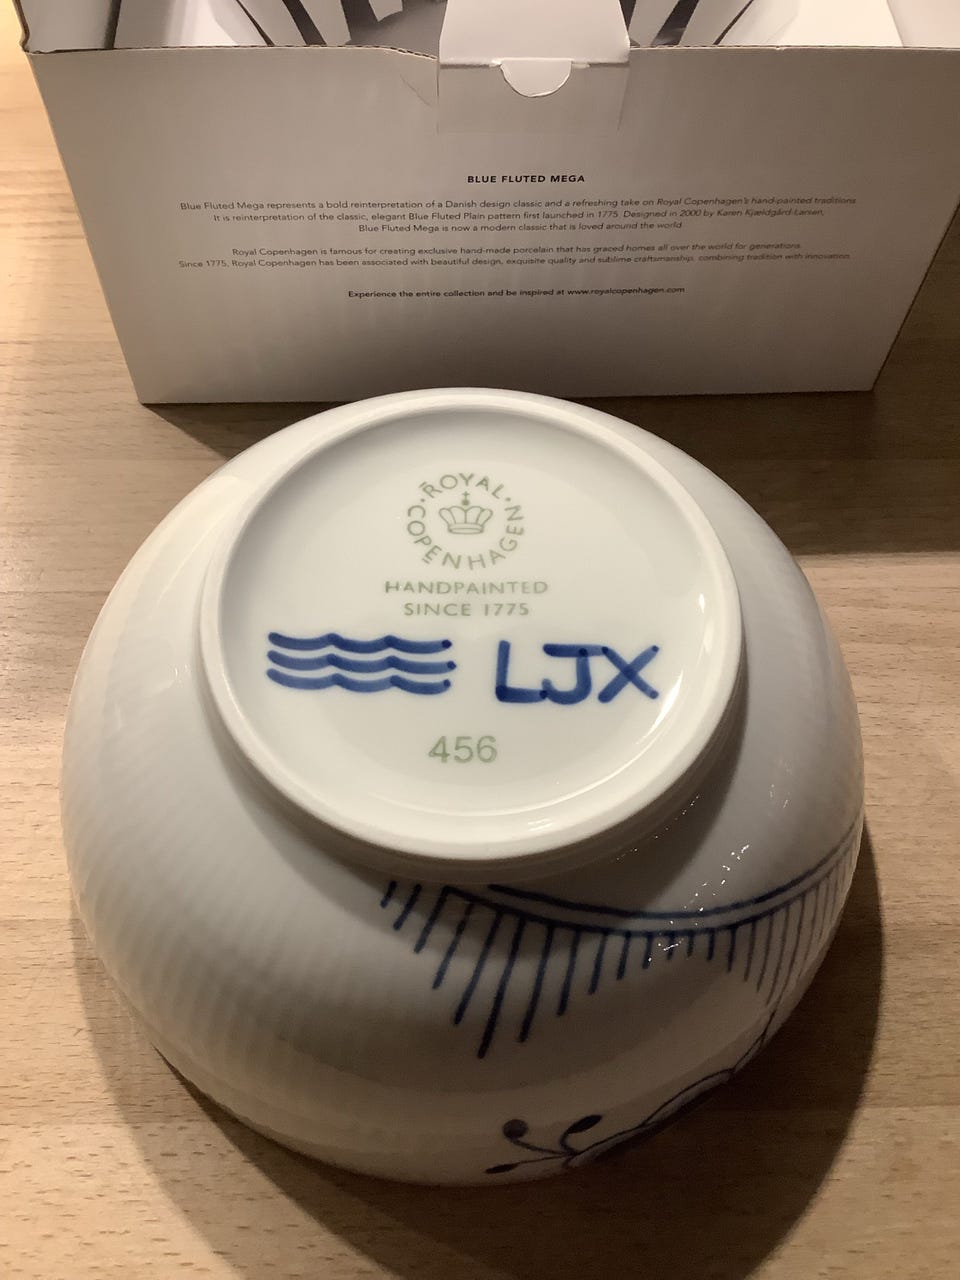 BLUE FLUTED MEGA
Blue Fluted Mega represents a bold reinterpretation of a Danish design classic and a refreshing take on Royal Copenhagen's hand-painted traditions.
It is reinterpretation of the classic, elegant Blue Fluted Plain pattern first launched in 1775. Designed in 2000 by Karen Kjældgård-Larsen,
Blue Fluted Mega is now a modern classic that is loved around the world.
Royal Copenhagen is famous for creating exclusive hand-made porcelain that has graced homes all over the world for generations.
Since 1775, Royal Copenhagen has been associated with beautiful design, exquisite quality and sublime craftsmanship, combining tradition with innovation.
Experience the entire collection and be inspired at www.royalcopenhagen.com
ROYAL · COPENHAGEN ·
HANDPAINTED
SINCE 1775
LJX
456